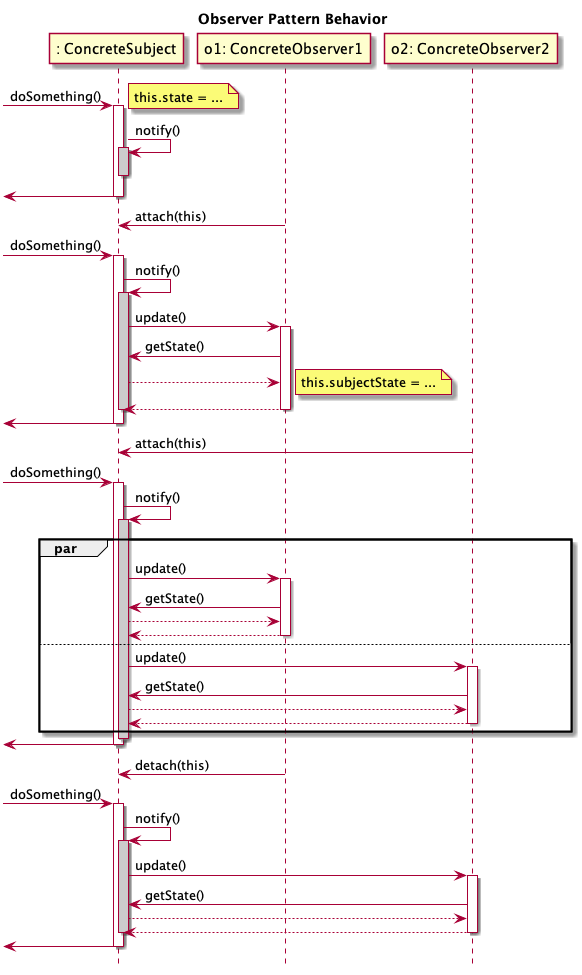 Observer Pattern Behavior
: ConcreteSubject
o1: ConcreteObserver1
o2: ConcreteObserver2
doSomething()
this.state = ...
notify()
attach(this)
doSomething()
notify()
update()
getState()
this.subjectState = ...
attach(this)
doSomething()
notify()
par
update()
getState()
update()
getState()
detach(this)
doSomething()
notify()
update()
getState()